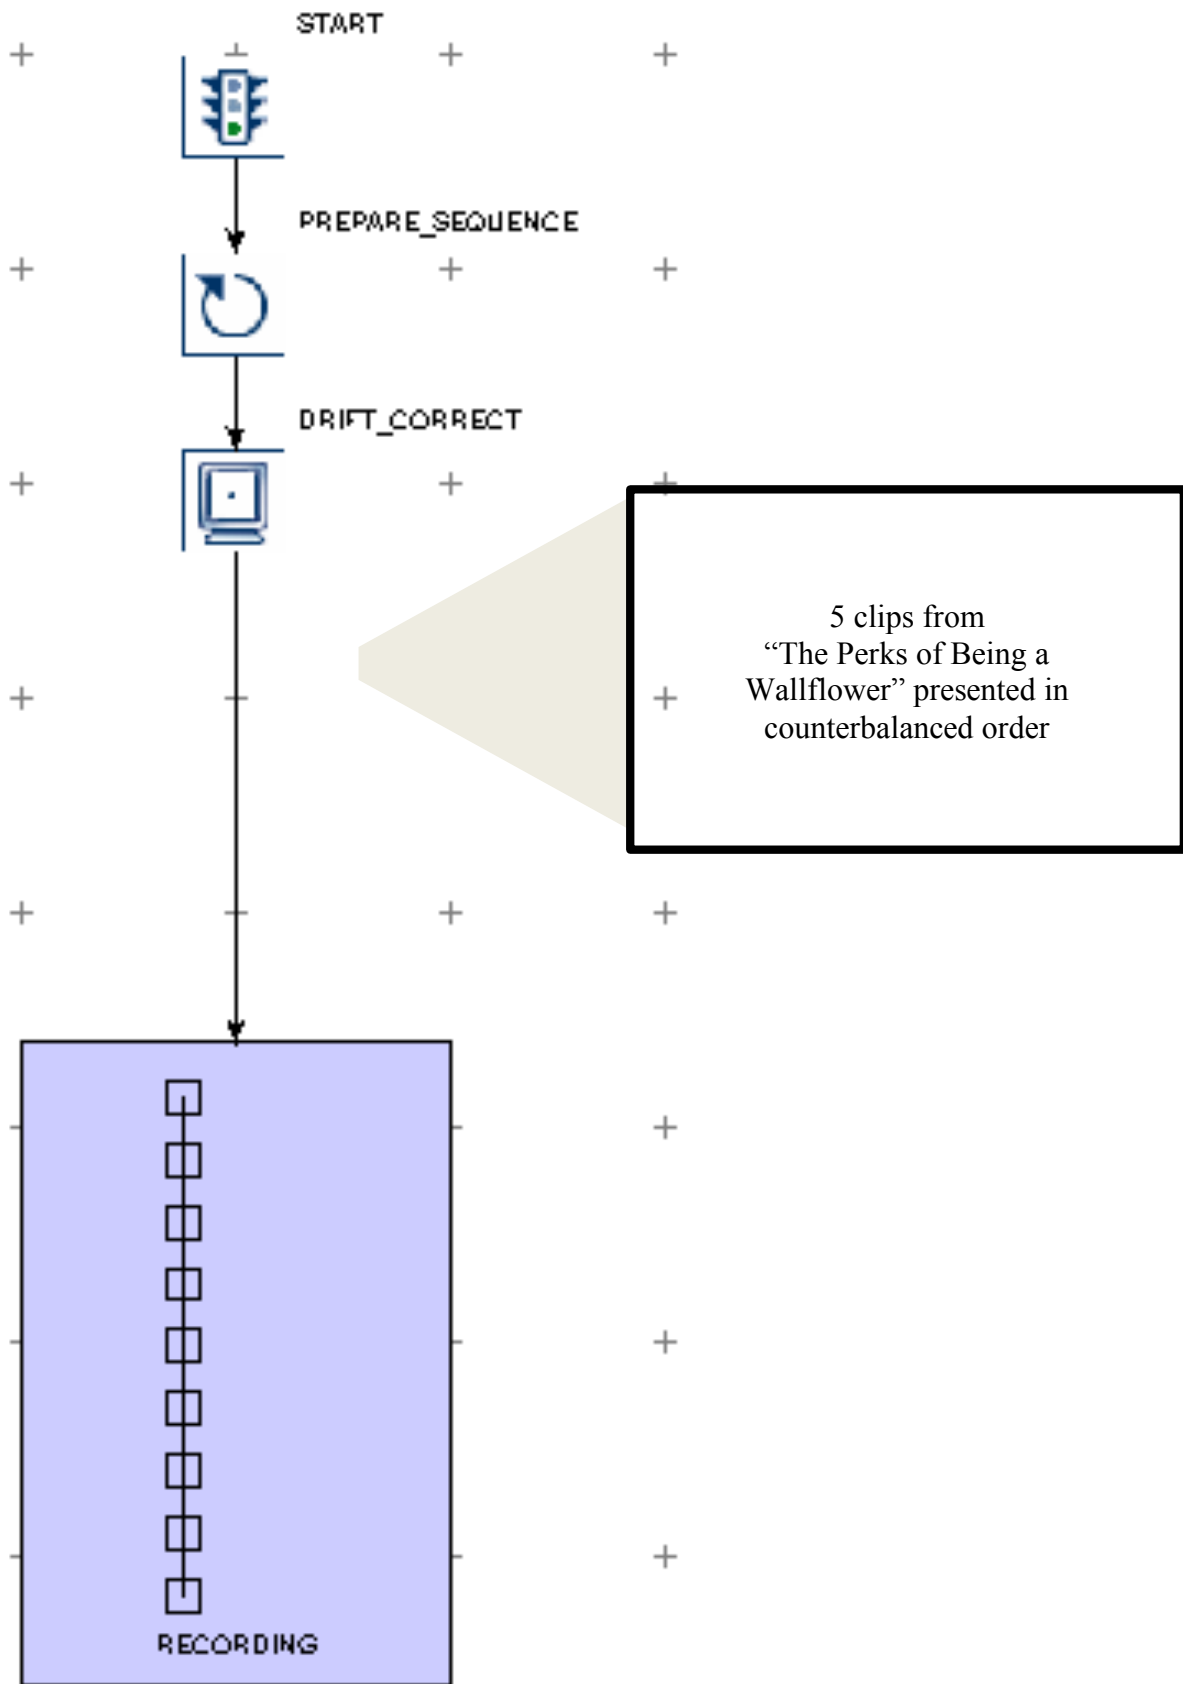 START
PREPARE_SEQUENCE
DRIFT_CORRECT
5 clips from
“The Perks of Being a
Wallflower” presented in
counterbalanced order
RECORDING